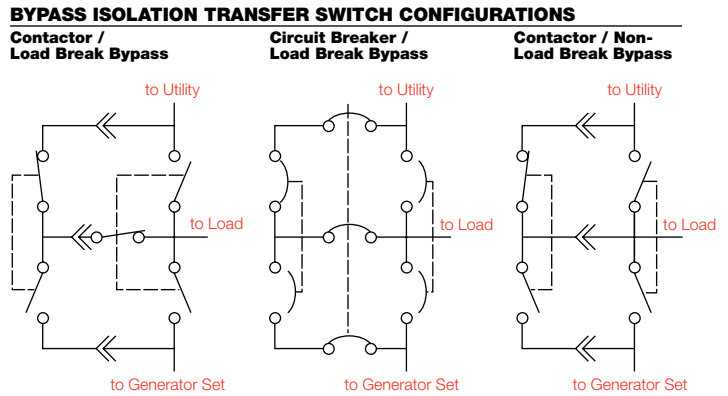 BYPASS ISOLATION TRANSFER SWITCH CONFIGURATIONS
Contactor /
Load Break Bypass
to Utility
to Load
to Generator Set
Circuit Breaker /
Load Break Bypass
to Utility
to Load
to Generator Set
Contactor / Non-
Load Break Bypass
to Utility
to Load
to Generator Set